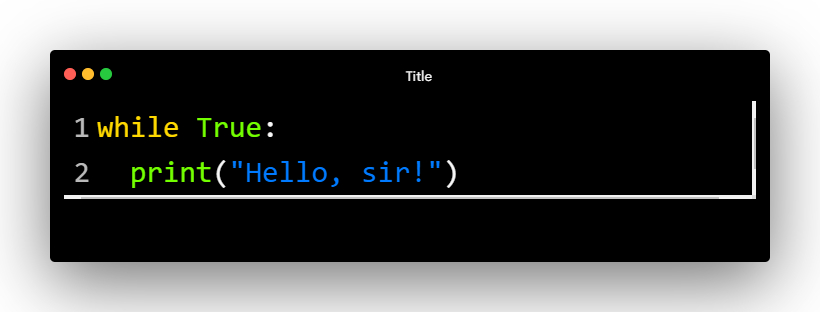 Title
1 while True:
2   print("Hello, sir!")